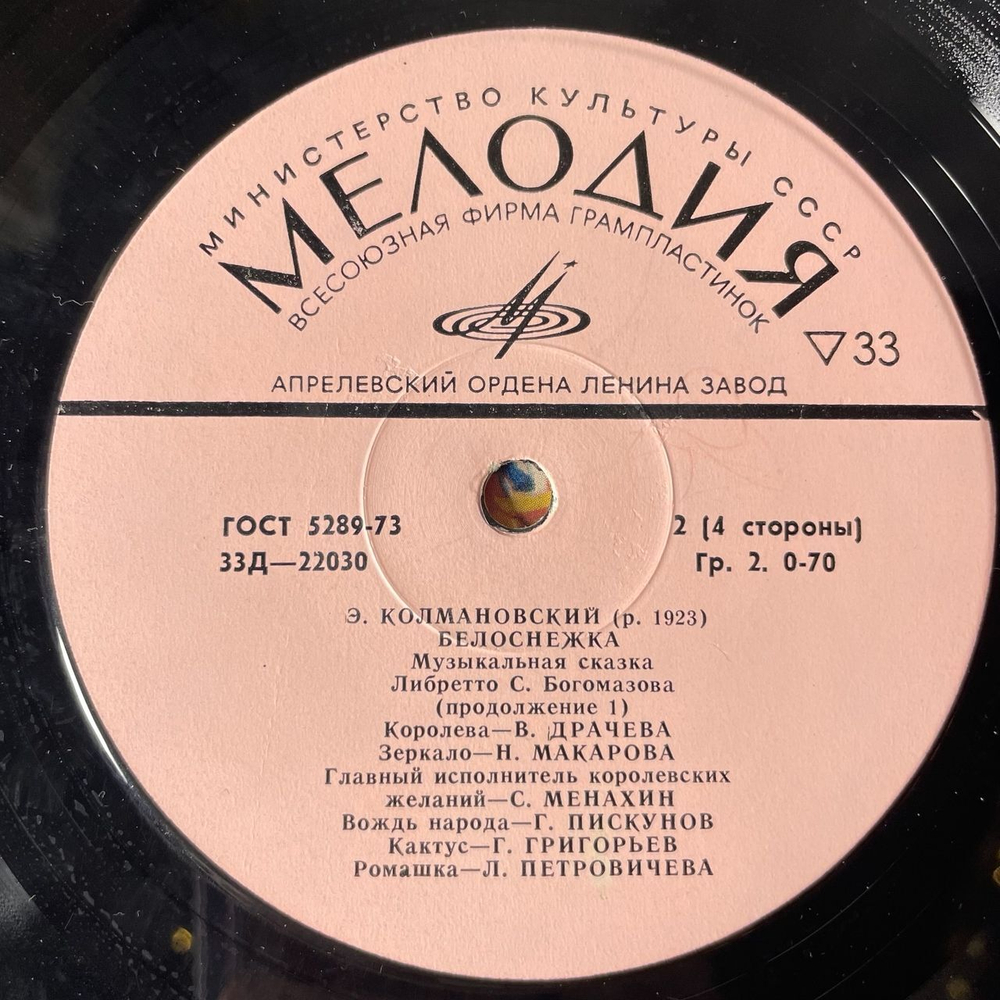 МИНИСТЕРСТВО КУЛЬТУРЫ СССР
МЕЛОДИЯ
ВСЕСОЮЗНАЯ ФИРМА ГРАМПЛАСТИНОК
▽33
АПРЕЛЕВСКИЙ ОРДЕНА ЛЕНИНА ЗАВОД
ГОСТ 5289-73
2 (4 стороны)
33Д—22030
Гр. 2. 0-70
Э. КОЛМАНОВСКИЙ (р. 1923)
БЕЛОСНЕЖКА
Музыкальная сказка
Либретто С. Богомазова
(продолжение 1)
Королева—В. ДРАЧЕВА
Зеркало—Н. МАКАРОВА
Главный исполнитель королевских
желаний—С. МЕНАХИН
Вождь народа—Г. ПИСКУНОВ
Кактус—Г. ГРИГОРЬЕВ
Ромашка—Л. ПЕТРОВИЧЕВА